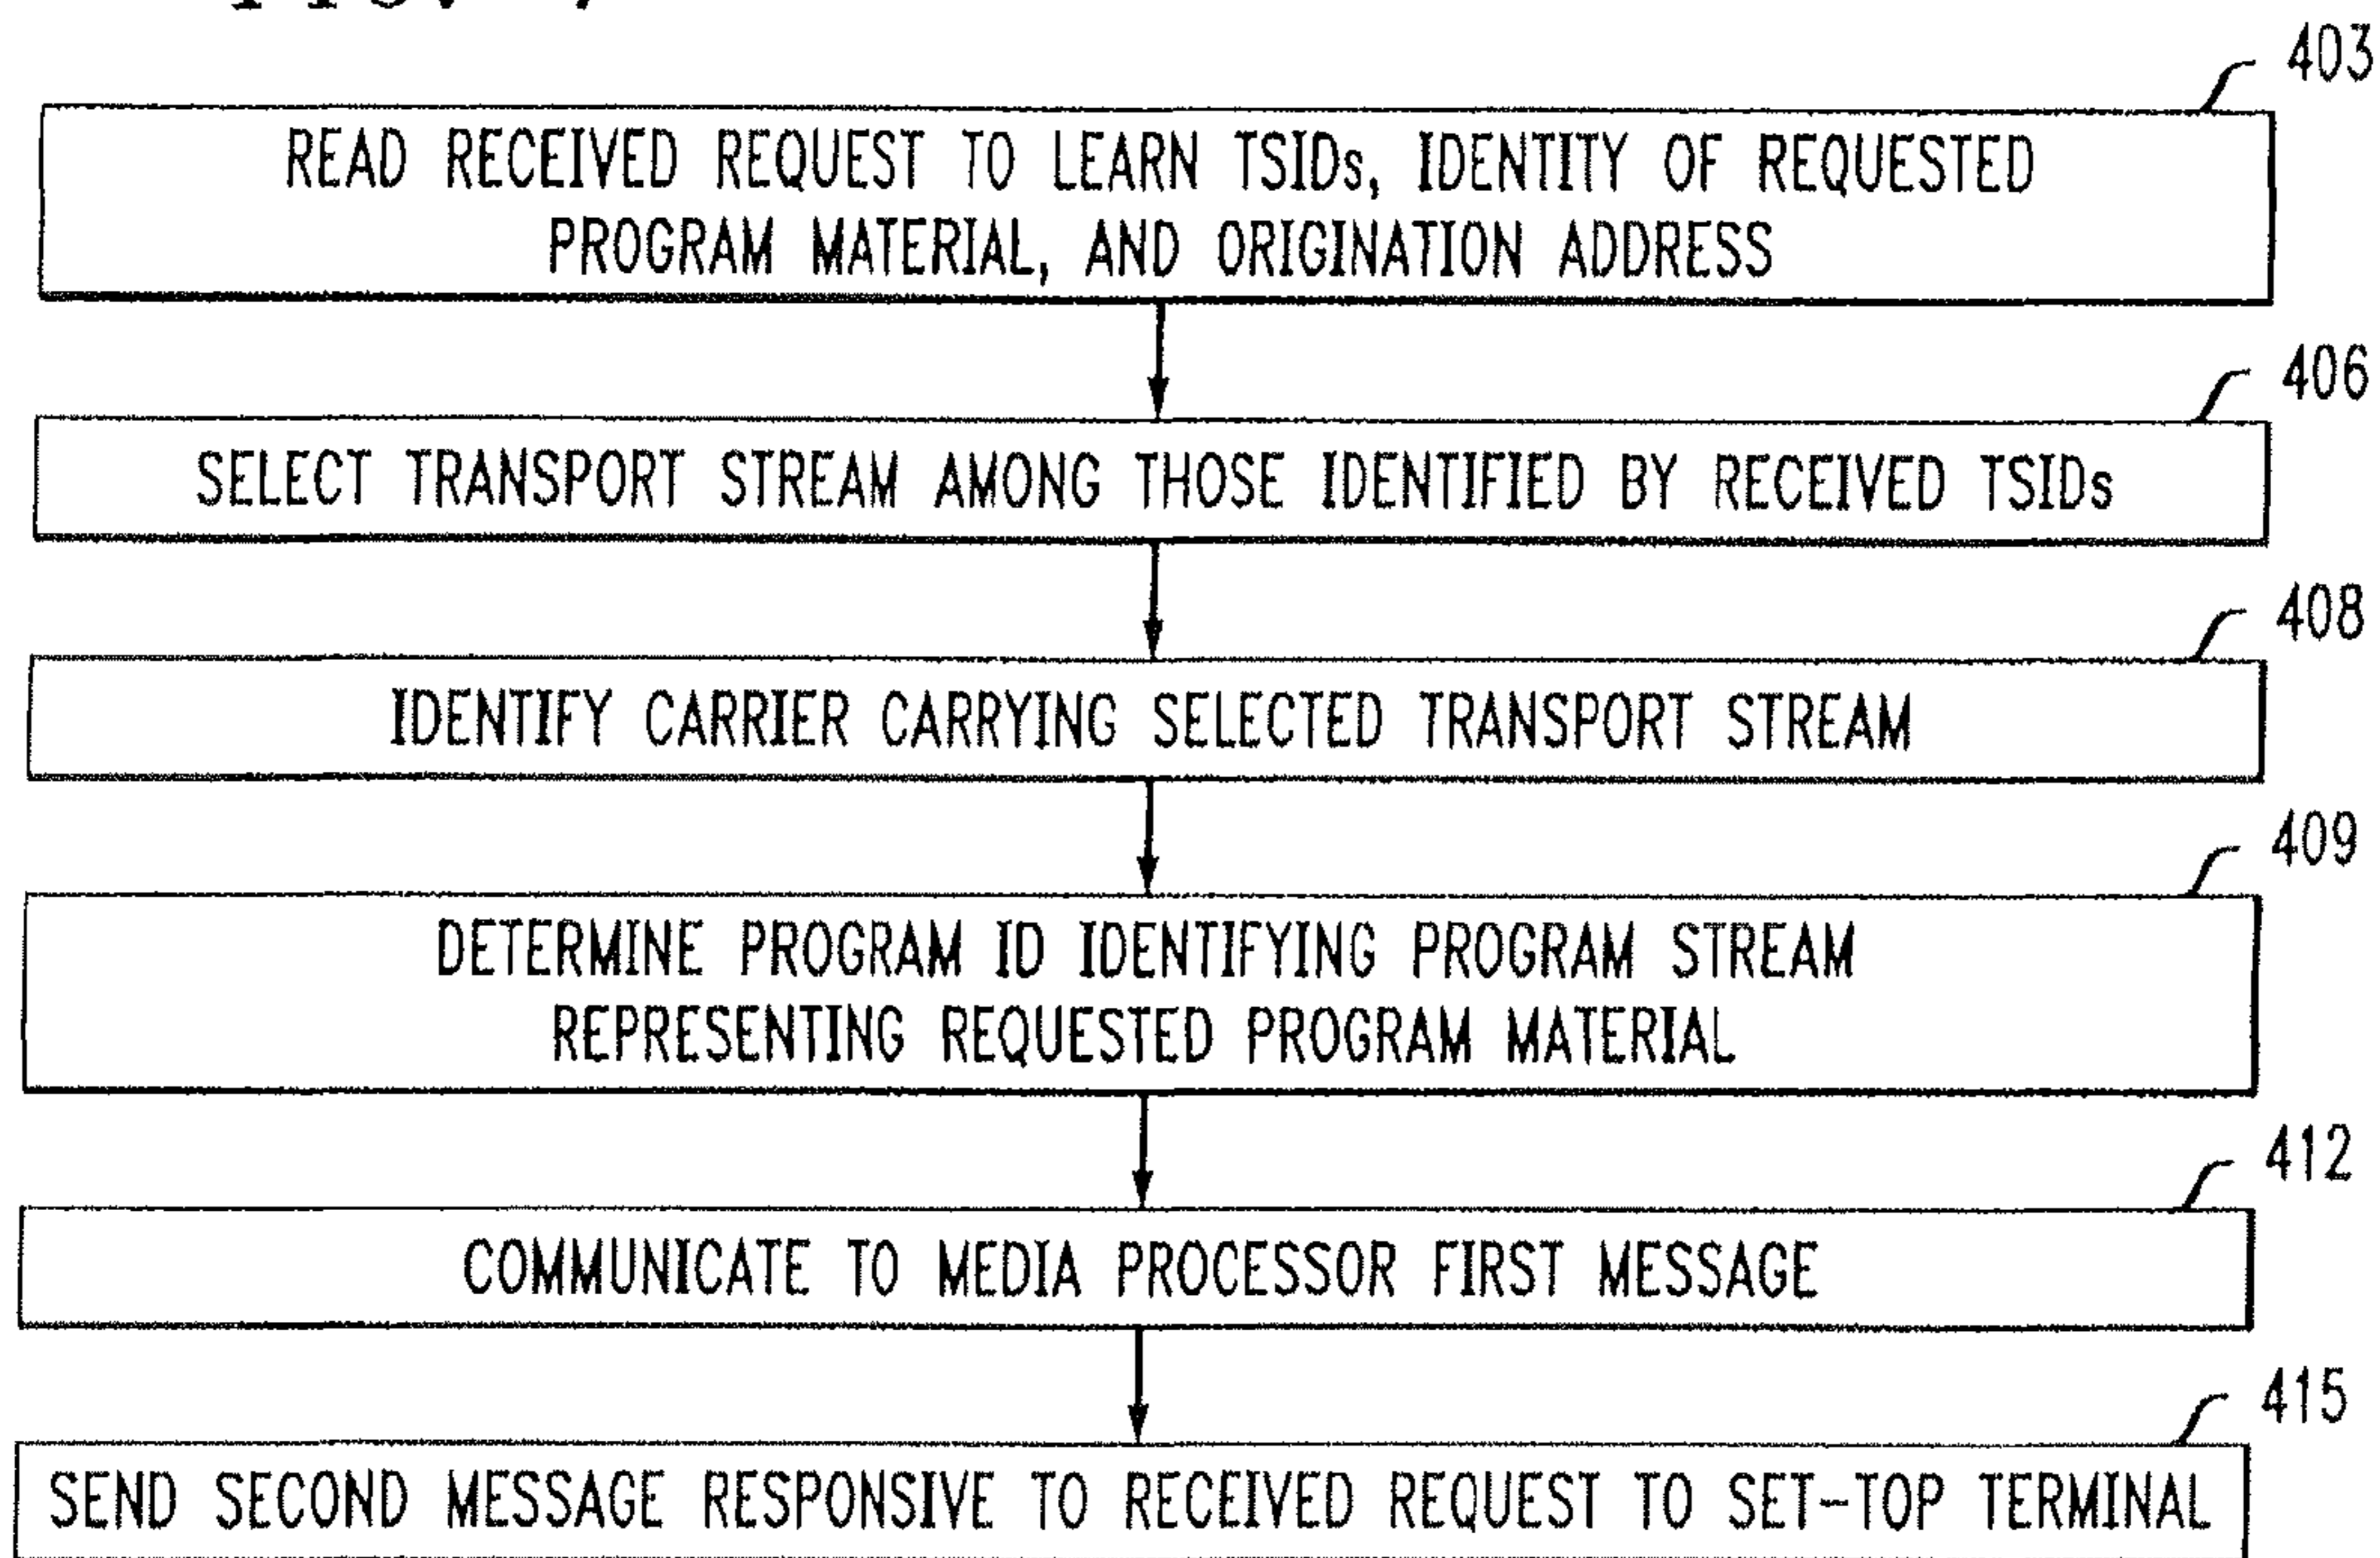 403
READ RECEIVED REQUEST TO LEARN TSIDs, IDENTITY OF REQUESTED
PROGRAM MATERIAL, AND ORIGINATION ADDRESS
406
SELECT TRANSPORT STREAM AMONG THOSE IDENTIFIED BY RECEIVED TSIDs
408
IDENTIFY CARRIER CARRYING SELECTED TRANSPORT STREAM
409
DETERMINE PROGRAM ID IDENTIFYING PROGRAM STREAM
REPRESENTING REQUESTED PROGRAM MATERIAL
412
COMMUNICATE TO MEDIA PROCESSOR FIRST MESSAGE
415
SEND SECOND MESSAGE RESPONSIVE TO RECEIVED REQUEST TO SET-TOP TERMINAL